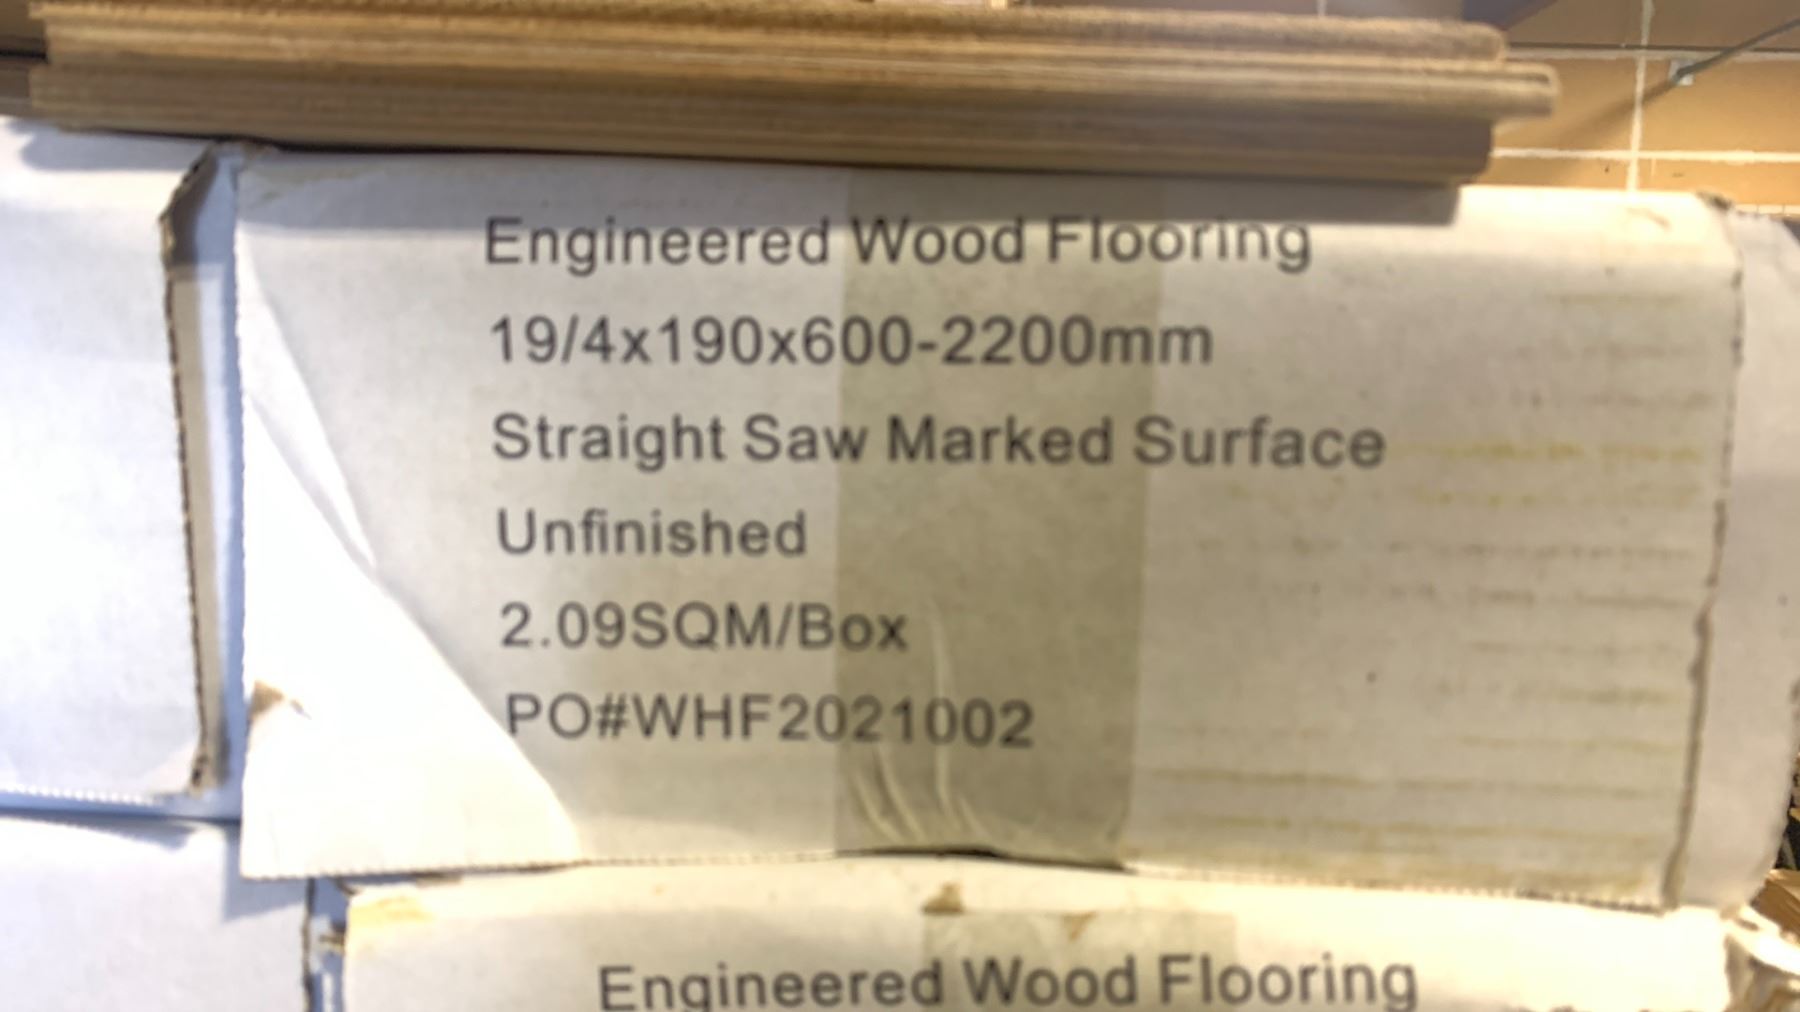 Engineered Wood Flooring
19/4x190x600-2200mm
Straight Saw Marked Surface
Unfinished
2.09SQM/Box
PO#WHF2021002
Engineered Wood Flooring